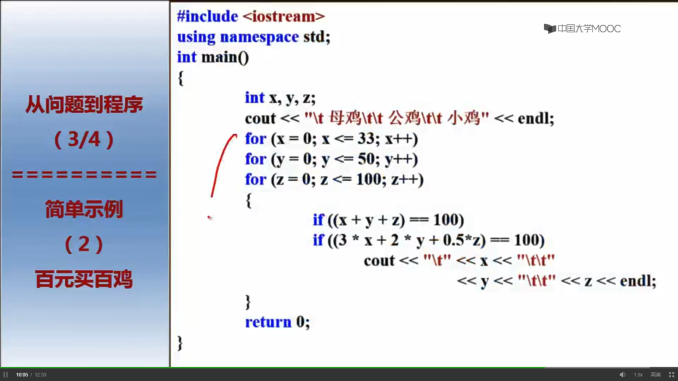 中国大学MOOC
从问题到程序
（3/4）
==========
简单示例
（2）
百元买百鸡
#include <iostream>
using namespace std;
int main()
{
int x, y, z;
cout << "\t 母鸡\t\t 公鸡\t\t 小鸡" << endl;
for (x = 0; x <= 33; x++)
for (y = 0; y <= 50; y++)
for (z = 0; z <= 100; z++)
{
if ((x + y + z) == 100)
if ((3 * x + 2 * y + 0.5*z) == 100)
cout << "\t" << x << "\t\t"
<< y << "\t\t" << z << endl;
}
return 0;
}